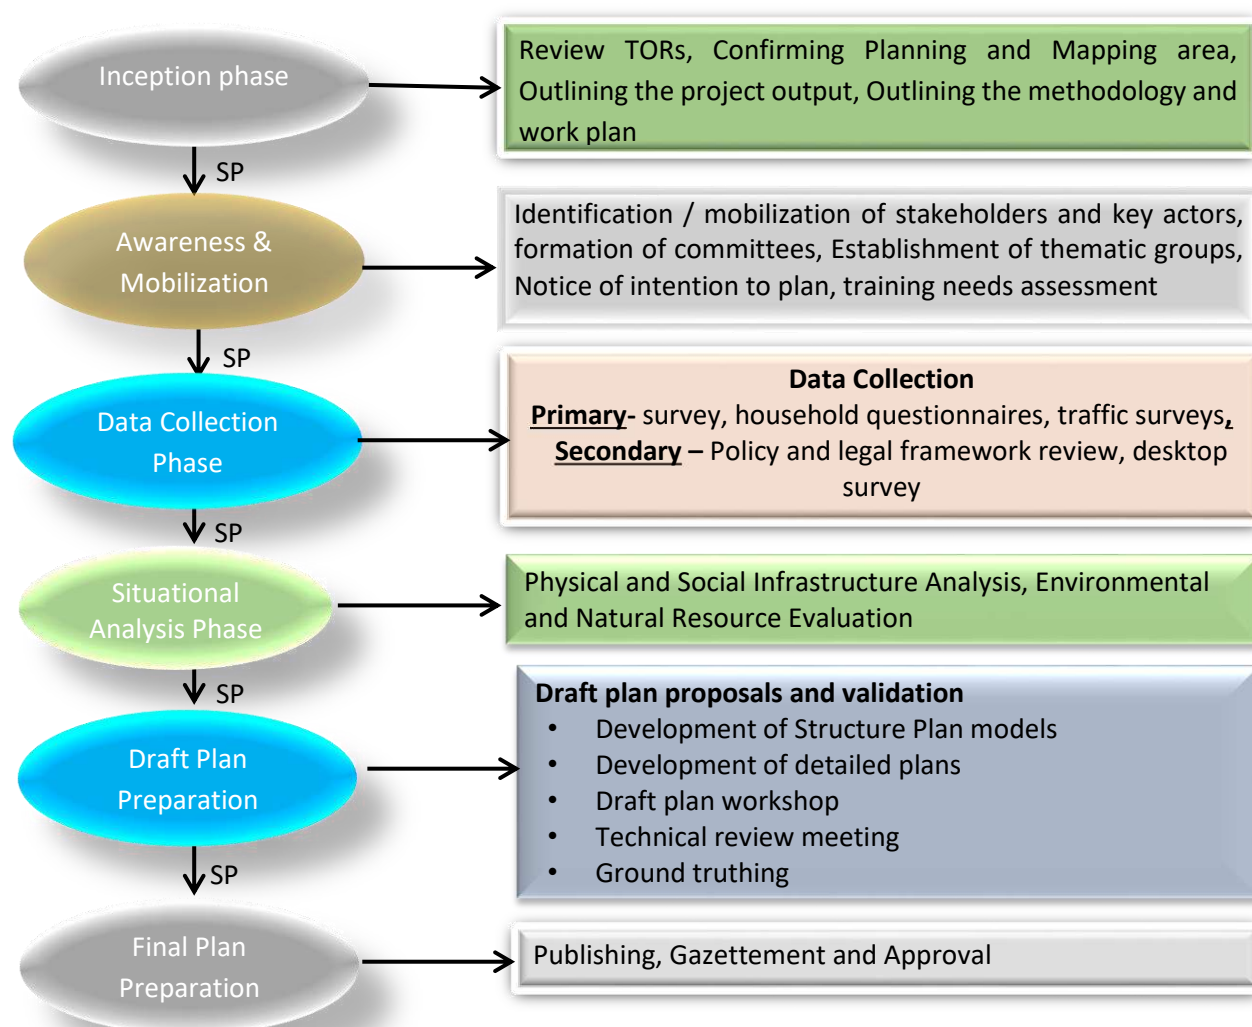 Inception phase
Review TORs, Confirming Planning and Mapping area,
Outlining the project output, Outlining the methodology and
work plan
SP
Awareness &
Mobilization
Identification / mobilization of stakeholders and key actors,
formation of committees, Establishment of thematic groups,
Notice of intention to plan, training needs assessment
SP
Data Collection
Phase
Data Collection
Primary- survey, household questionnaires, traffic surveys,
Secondary – Policy and legal framework review, desktop
survey
SP
Situational
Analysis Phase
Physical and Social Infrastructure Analysis, Environmental
and Natural Resource Evaluation
SP
Draft Plan
Preparation
Draft plan proposals and validation
• Development of Structure Plan models
• Development of detailed plans
• Draft plan workshop
• Technical review meeting
• Ground truthing
SP
Final Plan
Preparation
Publishing, Gazettement and Approval